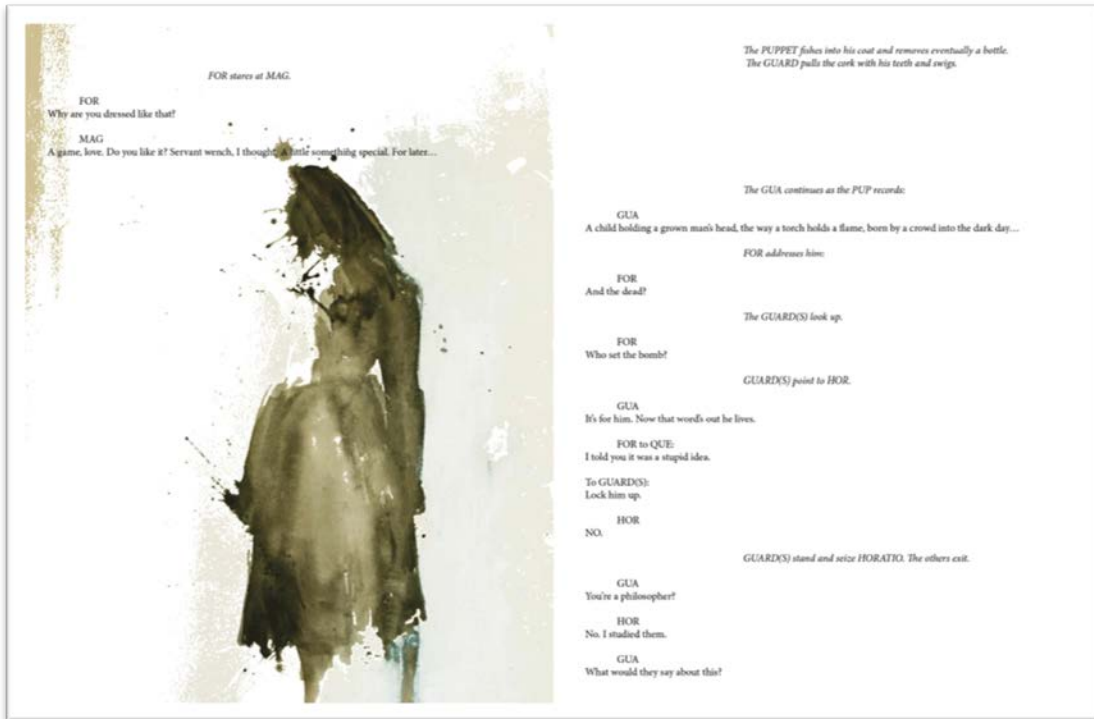 FOR stares at MAG.
FOR
Why are you dressed like that?
MAG
A game, love. Do you like it? Servant wench, I thought. A little something special. For later…
The PUPPET fishes into his coat and removes eventually a bottle.
The GUARD pulls the cork with his teeth and swigs.
The GUA continues as the PUP records:
GUA
A child holding a grown man's head, the way a torch holds a flame, born by a crowd into the dark day…
FOR addresses him:
FOR
And the dead?
The GUARD(S) look up.
FOR
Who set the bomb?
GUARD(S) point to HOR.
GUA
It's for him. Now that word's out he lives.
FOR to QUE:
I told you it was a stupid idea.
To GUARD(S):
Lock him up.
HOR
NO.
GUARD(S) stand and seize HORATIO. The others exit.
GUA
You're a philosopher?
HOR
No. I studied them.
GUA
What would they say about this?